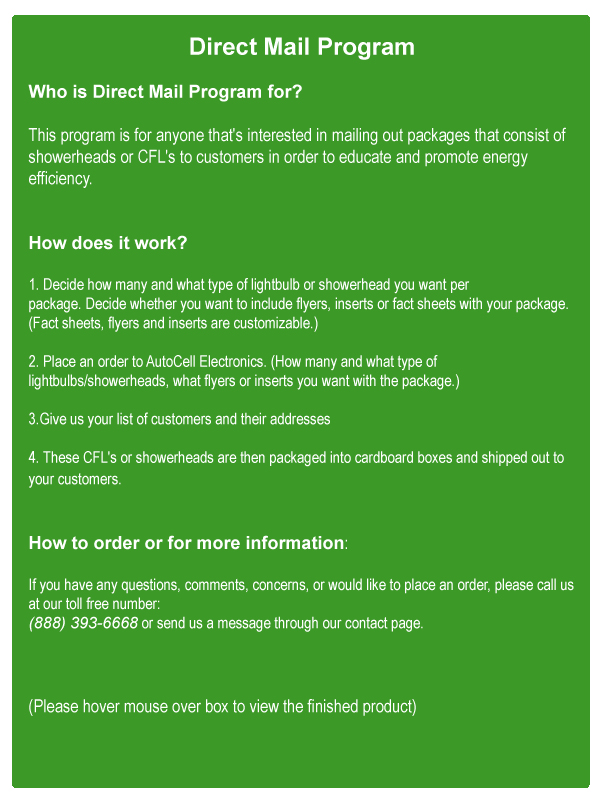 Direct Mail Program
Who is Direct Mail Program for?
This program is for anyone that's interested in mailing out packages that consist of
showerheads or CFL's to customers in order to educate and promote energy
efficiency.
How does it work?
1. Decide how many and what type of lightbulb or showerhead you want per
package. Decide whether you want to include flyers, inserts or fact sheets with your package.
(Fact sheets, flyers and inserts are customizable.)
2. Place an order to AutoCell Electronics. (How many and what type of
lightbulbs/showerheads, what flyers or inserts you want with the package.)
3.Give us your list of customers and their addresses
4. These CFL's or showerheads are then packaged into cardboard boxes and shipped out to
your customers.
How to order or for more information:
If you have any questions, comments, concerns, or would like to place an order, please call us
at our toll free number:
(888) 393-6668 or send us a message through our contact page.
(Please hover mouse over box to view the finished product)